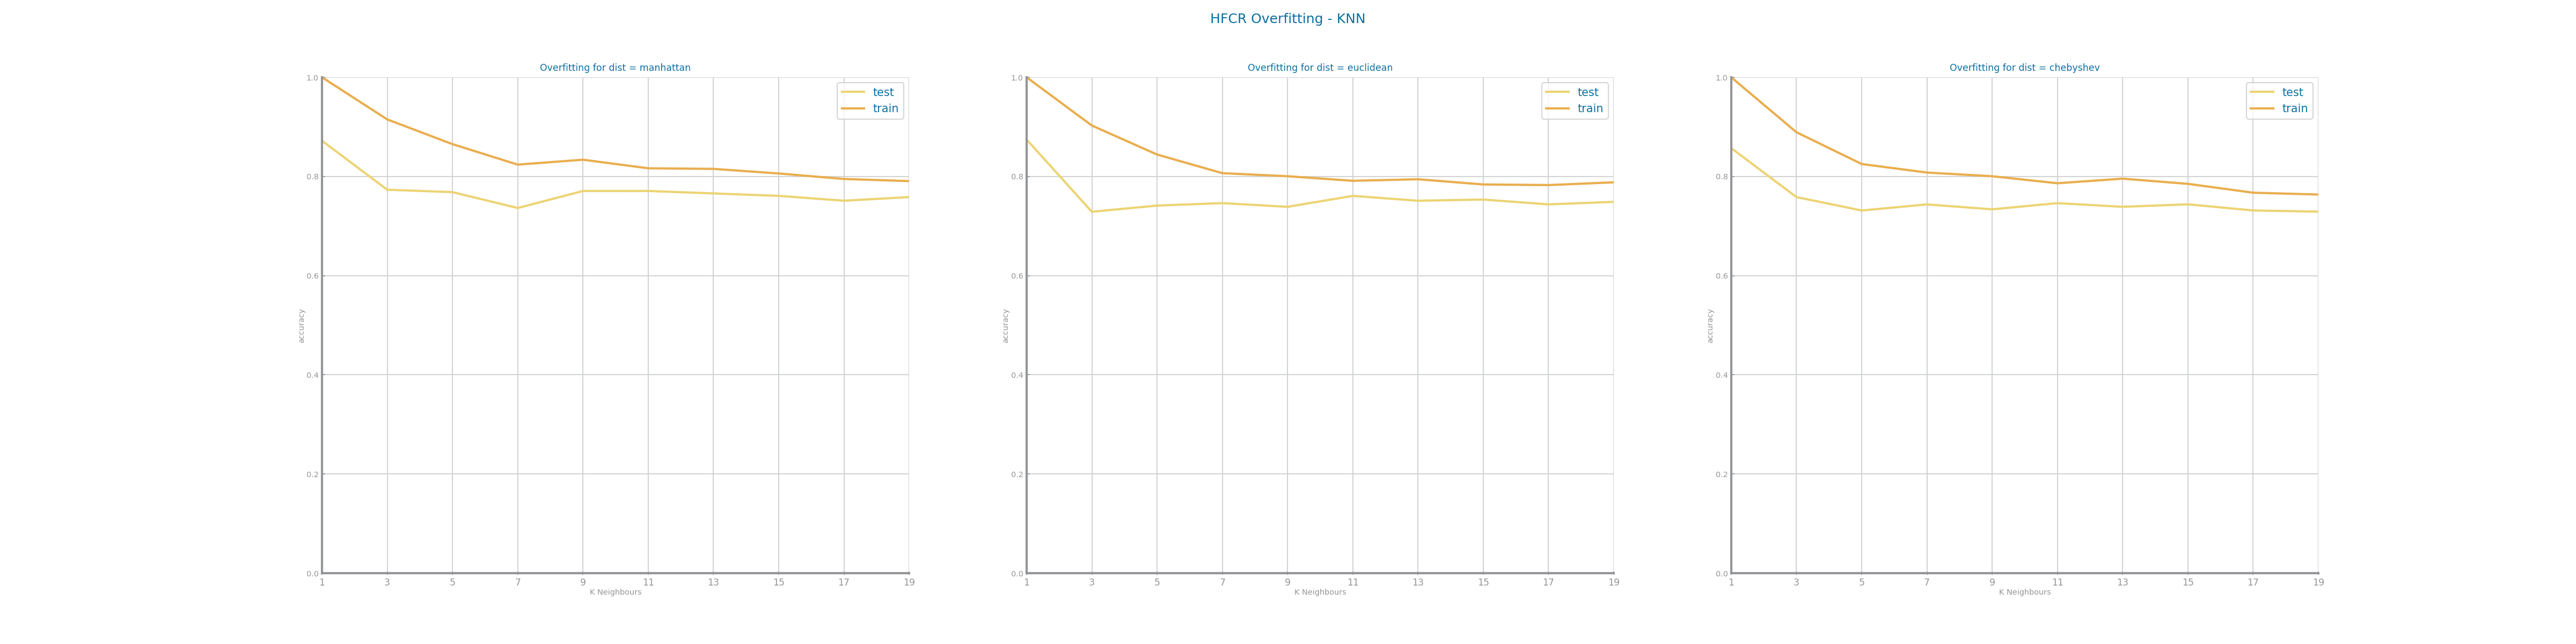 HFCR Overfitting - KNN
Overfitting for dist = manhattan
1.0
0.8
0.6
0.4
0.2
0.0
accuracy
test
train
1 3 5 7 9 11 13 15 17 19
K Neighbours
Overfitting for dist = euclidean
1.0
0.8
0.6
0.4
0.2
0.0
accuracy
test
train
1 3 5 7 9 11 13 15 17 19
K Neighbours
Overfitting for dist = chebyshev
1.0
0.8
0.6
0.4
0.2
0.0
accuracy
test
train
1 3 5 7 9 11 13 15 17 19
K Neighbours